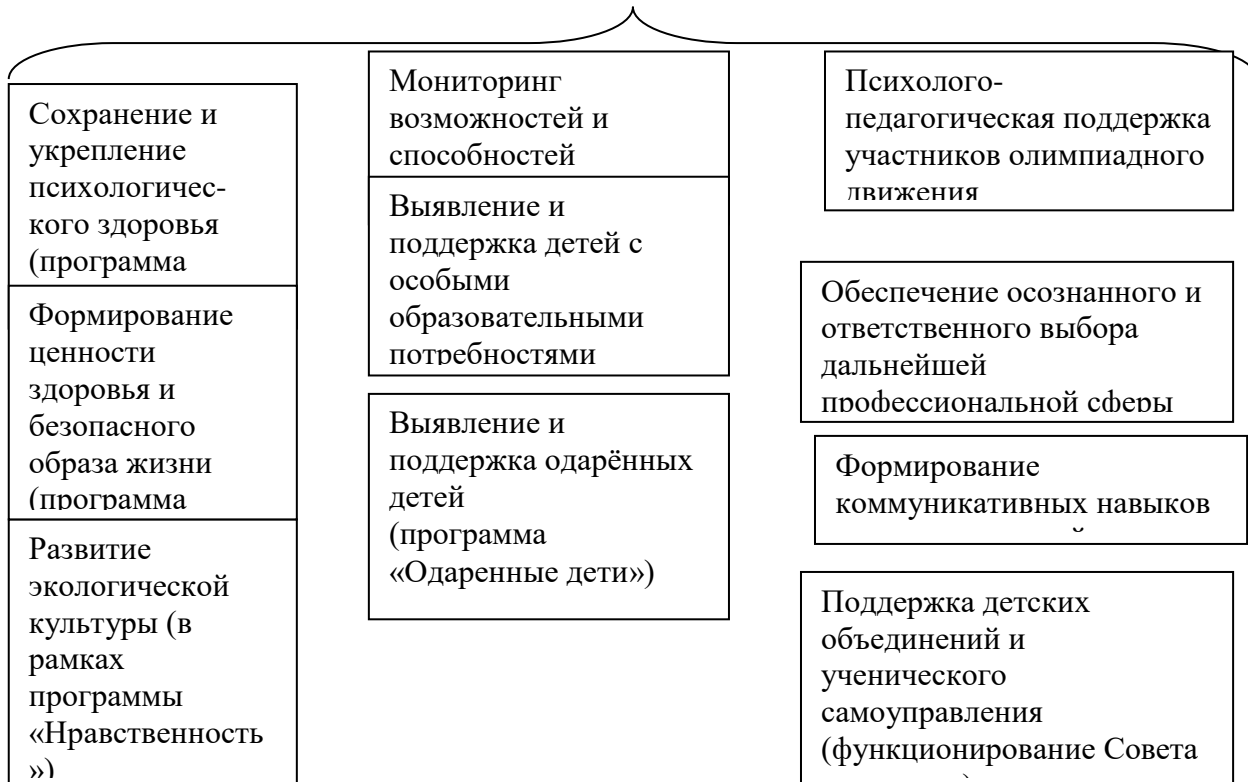 Сохранение и
укрепление
психологичес-
кого здоровья
(программа
Формирование
ценности
здоровья и
безопасного
образа жизни
(программа
Развитие
экологической
культуры (в
рамках
программы
«Нравственность
»)
Мониторинг
возможностей и
способностей
Выявление и
поддержка детей с
особыми
образовательными
потребностями
Выявление и
поддержка одарённых
детей
(программа
«Одаренные дети»)
Психолого-
педагогическая поддержка
участников олимпиадного
движения
Обеспечение осознанного и
ответственного выбора
дальнейшей
профессиональной сферы
Формирование
коммуникативных навыков
Поддержка детских
объединений и
ученического
самоуправления
(функционирование Совета